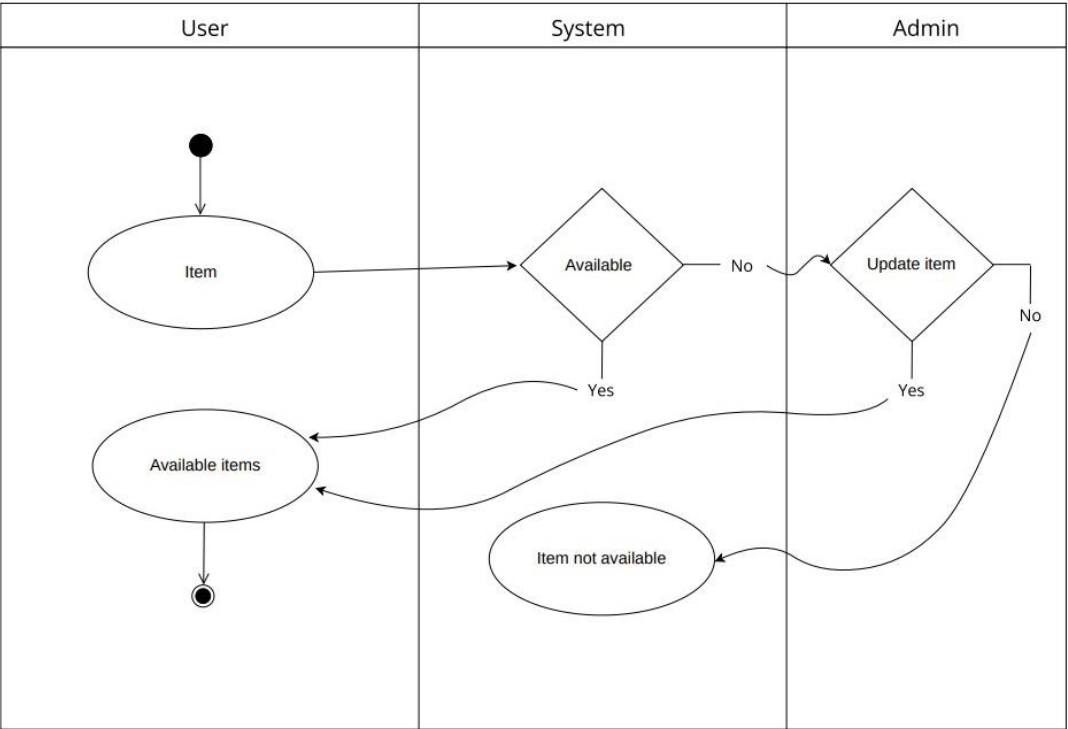 User
System
Admin
Item
Available
No
Update item
No
Yes
Yes
Available items
Item not available